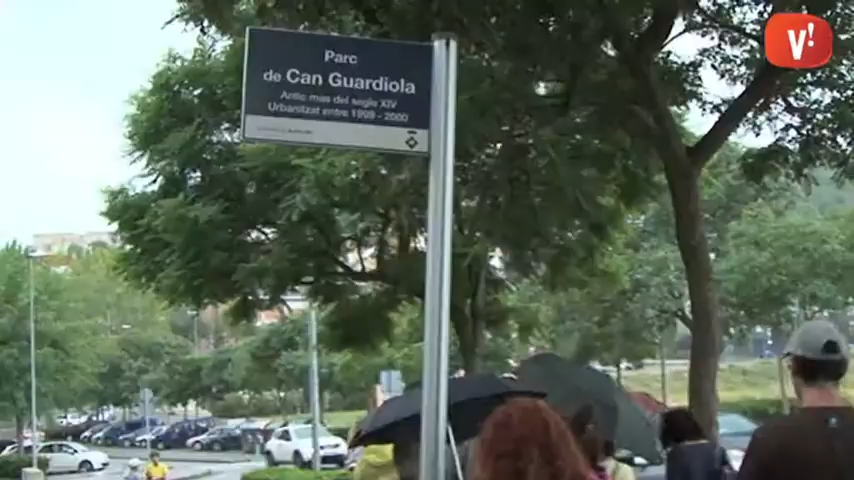 Parc
de Can Guardiola
Antic mas del segle XIV
Urbanitzat entre 1999 - 2000
V!